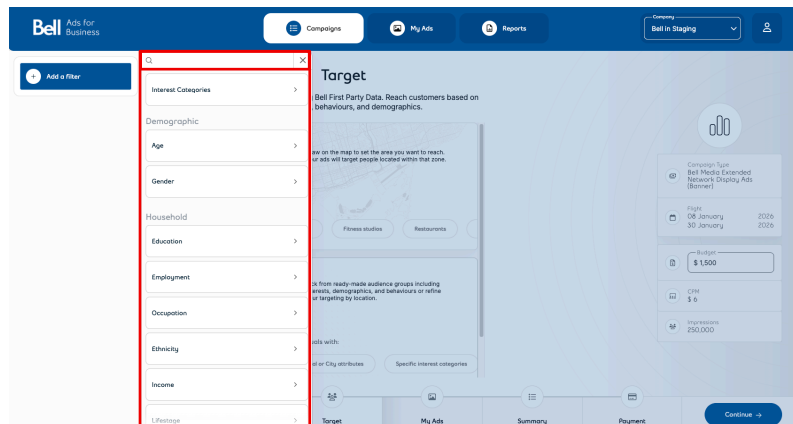 Bell Ads for Business
Campaigns
My Ads
Reports
Company
Bell in Staging
Add a filter
Interest Categories
Demographic
Age
Gender
Household
Education
Employment
Occupation
Ethnicity
Income
Lifestage
Target
Bell First Party Data. Reach customers based on
behaviours, and demographics.
aw on the map to set the area you want to reach.
ur ads will target people located within that zone.
Fitness studios
Restaurants
ck from ready-made audience groups including
erests, demographics, and behaviours or refine
ur targeting by location.
uals with:
al or City attributes
Specific interest categories
Campaign Type
Bell Media Extended
Network Display Ads
(Banner)
Flight
08 January 2026
30 January 2026
Budget
$ 1,500
CPM
$ 6
Impressions
250,000
Target
My Ads
Summary
Payment
Continue →